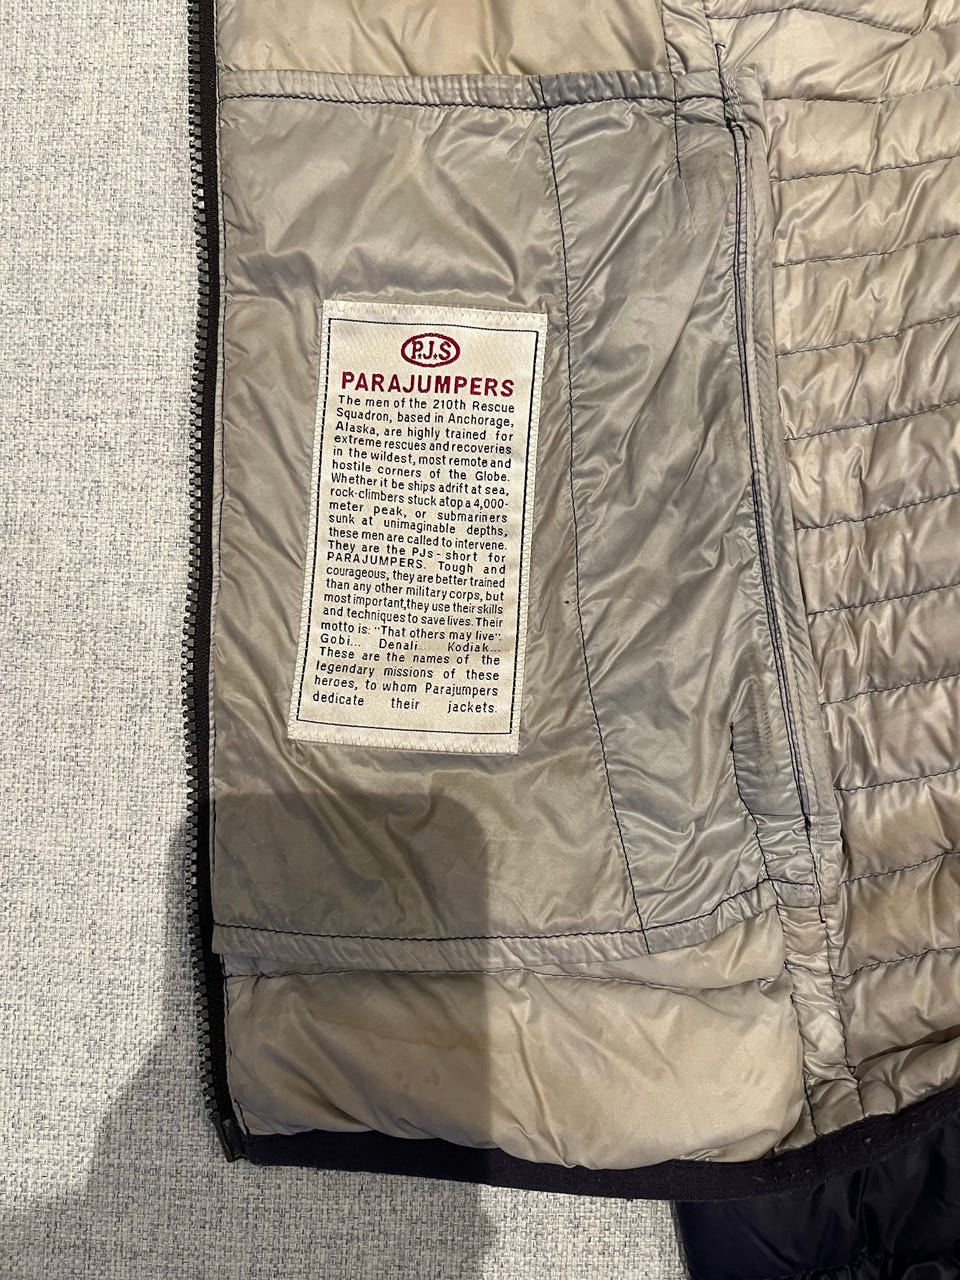 P.J.S
PARAJUMPERS
The men of the 210th Rescue
Squadron, based in Anchorage,
Alaska, are highly trained for
extreme rescues and recoveries
in the wildest, most remote and
hostile corners of the Globe.
Whether it be ships adrift at sea,
rock-climbers stuck atop a 4,000-
meter peak, or submariners
sunk at unimaginable depths,
these men are called to intervene.
They are the PJs - short for
PARAJUMPERS. Tough and
courageous, they are better trained
than any other military corps, but
most important,they use their skills
and techniques to save lives. Their
motto is: "That others may live".
Gobi... Denali... Kodiak...
These are the names of the
legendary missions of these
heroes, to whom Parajumpers
dedicate their jackets.